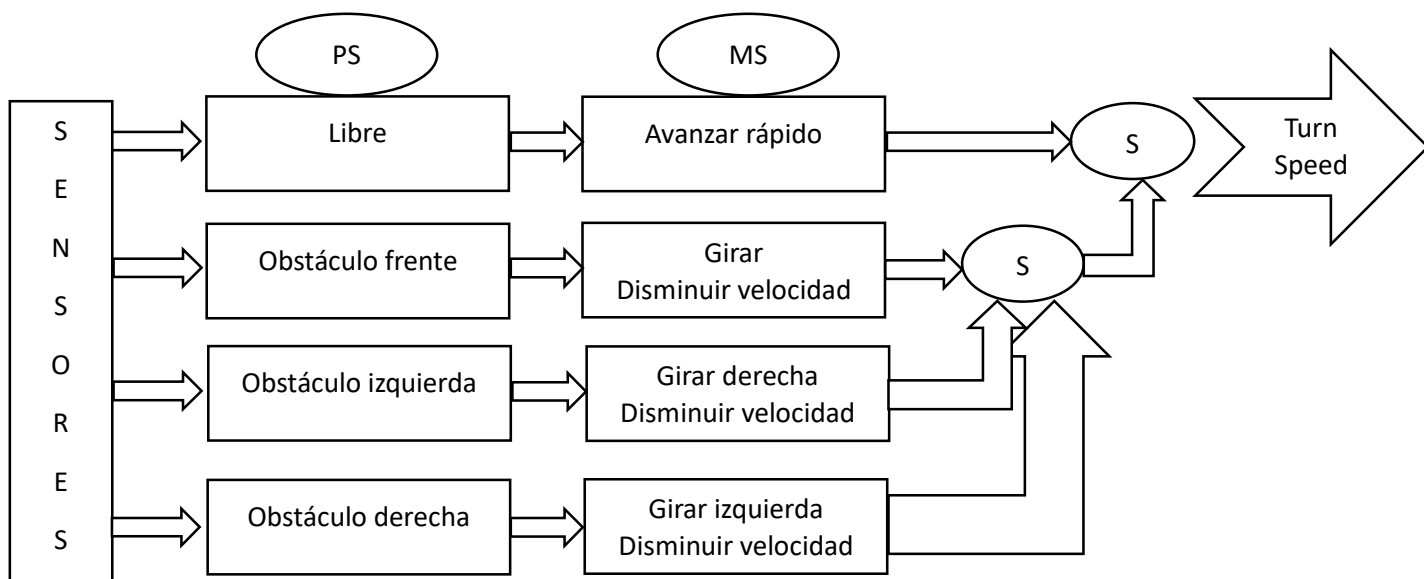 PS
MS
S
E
N
S
O
R
E
S
Libre
Avanzar rápido
S
Turn
Speed
Obstáculo frente
Girar
Disminuir velocidad
S
Obstáculo izquierda
Girar derecha
Disminuir velocidad
Obstáculo derecha
Girar izquierda
Disminuir velocidad